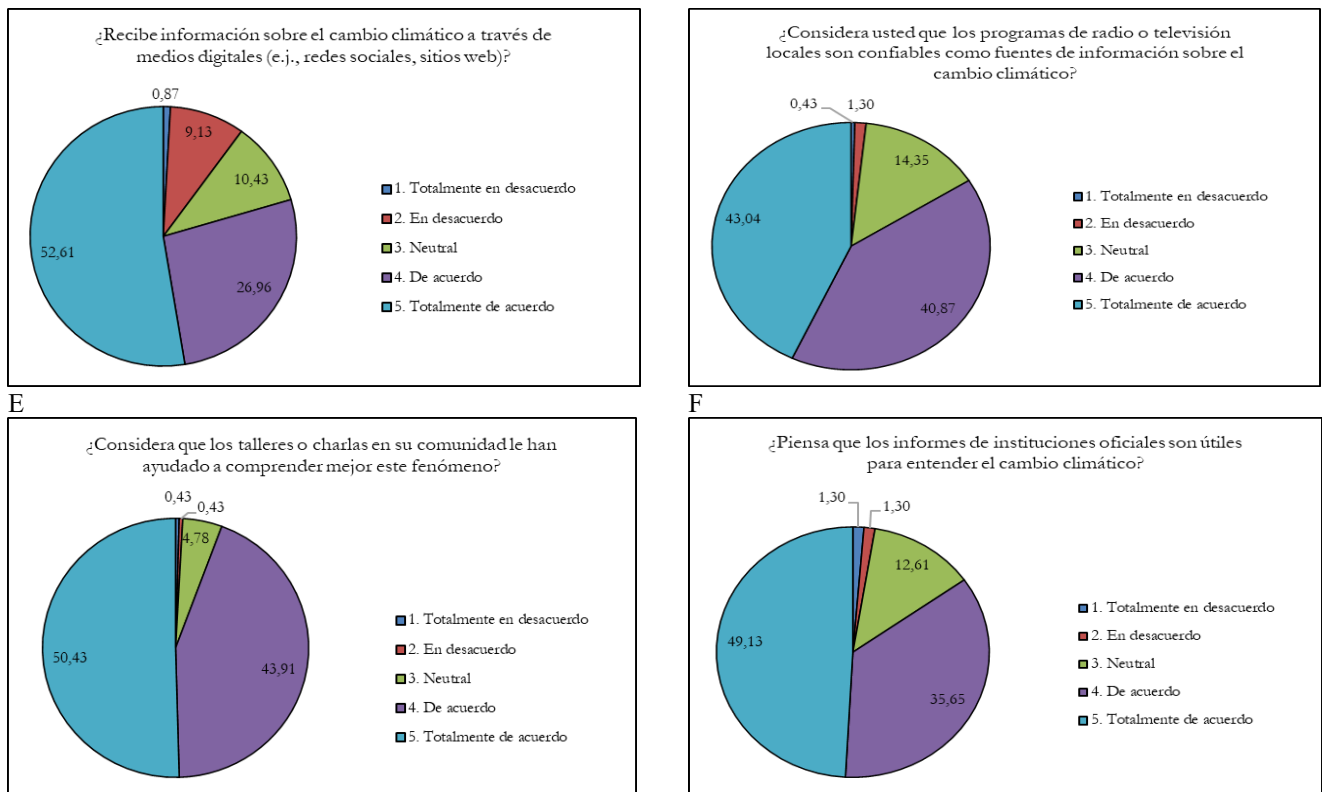 ¿Recibe información sobre el cambio climático a través de
medios digitales (e.j., redes sociales, sitios web)?
0,87
9,13
10,43
26,96
52,61
1. Totalmente en desacuerdo
2. En desacuerdo
3. Neutral
4. De acuerdo
5. Totalmente de acuerdo
¿Considera usted que los programas de radio o televisión
locales son confiables como fuentes de información sobre el
cambio climático?
0,43
1,30
14,35
40,87
43,04
1. Totalmente en desacuerdo
2. En desacuerdo
3. Neutral
4. De acuerdo
5. Totalmente de acuerdo
E
¿Considera que los talleres o charlas en su comunidad le han
ayudado a comprender mejor este fenómeno?
0,43
0,43
4,78
43,91
50,43
1. Totalmente en desacuerdo
2. En desacuerdo
3. Neutral
4. De acuerdo
5. Totalmente de acuerdo
F
¿Piensa que los informes de instituciones oficiales son útiles
para entender el cambio climático?
1,30
1,30
12,61
35,65
49,13
1. Totalmente en desacuerdo
2. En desacuerdo
3. Neutral
4. De acuerdo
5. Totalmente de acuerdo